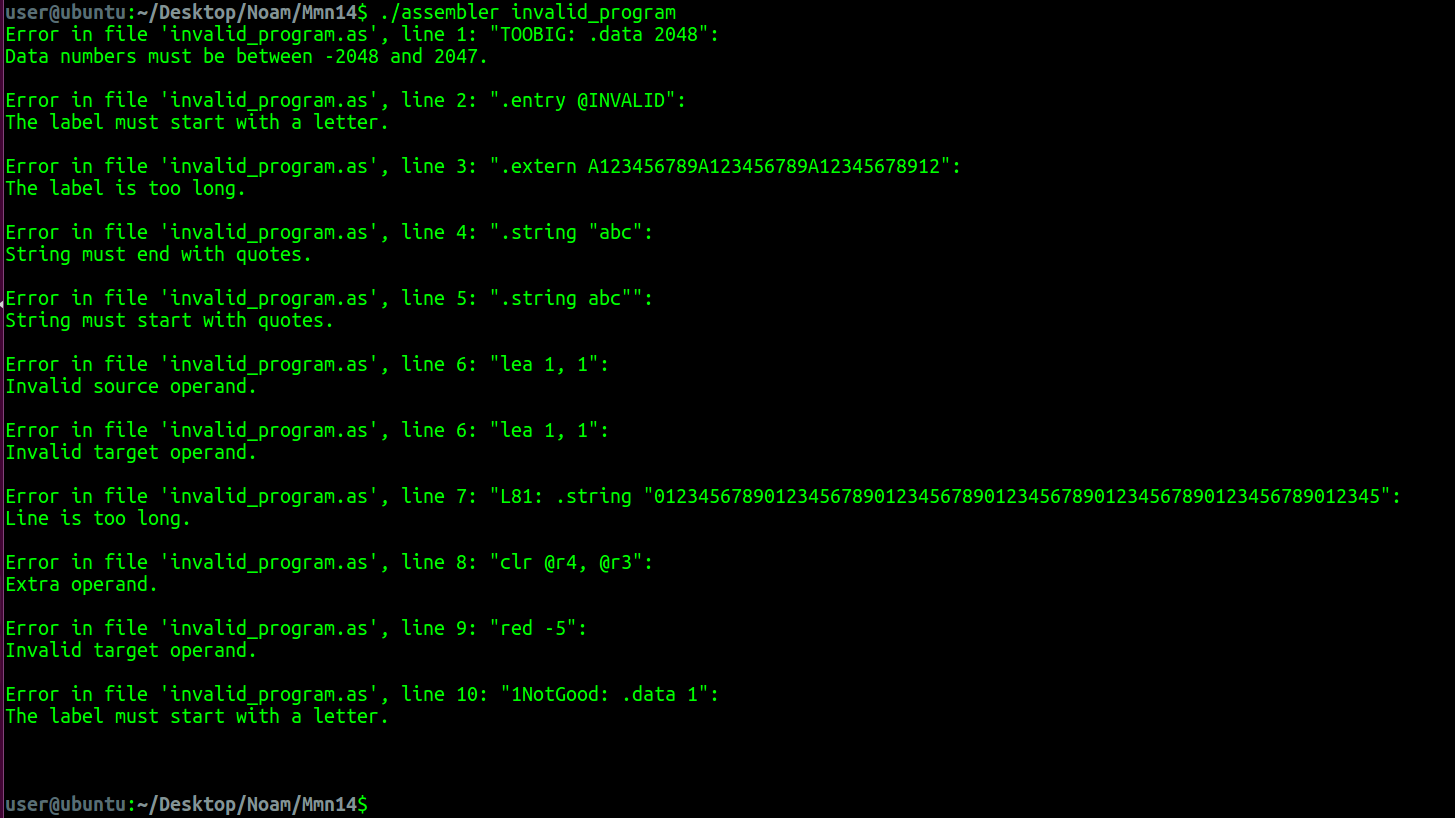 user@ubuntu:~/Desktop/Noam/Mmn14$ ./assembler invalid_program
Error in file 'invalid_program.as', line 1: "TOOBIG: .data 2048":
Data numbers must be between -2048 and 2047.
Error in file 'invalid_program.as', line 2: ".entry @INVALID":
The label must start with a letter.
Error in file 'invalid_program.as', line 3: ".extern A123456789A123456789A12345678912":
The label is too long.
Error in file 'invalid_program.as', line 4: ".string "abc":
String must end with quotes.
Error in file 'invalid_program.as', line 5: ".string abc"":
String must start with quotes.
Error in file 'invalid_program.as', line 6: "lea 1, 1":
Invalid source operand.
Error in file 'invalid_program.as', line 6: "lea 1, 1":
Invalid target operand.
Error in file 'invalid_program.as', line 7: "L81: .string "012345678901234567890123456789012345678901234567890123456789012345":
Line is too long.
Error in file 'invalid_program.as', line 8: "clr @r4, @r3":
Extra operand.
Error in file 'invalid_program.as', line 9: "red -5":
Invalid target operand.
Error in file 'invalid_program.as', line 10: "1NotGood: .data 1":
The label must start with a letter.
user@ubuntu:~/Desktop/Noam/Mmn14$